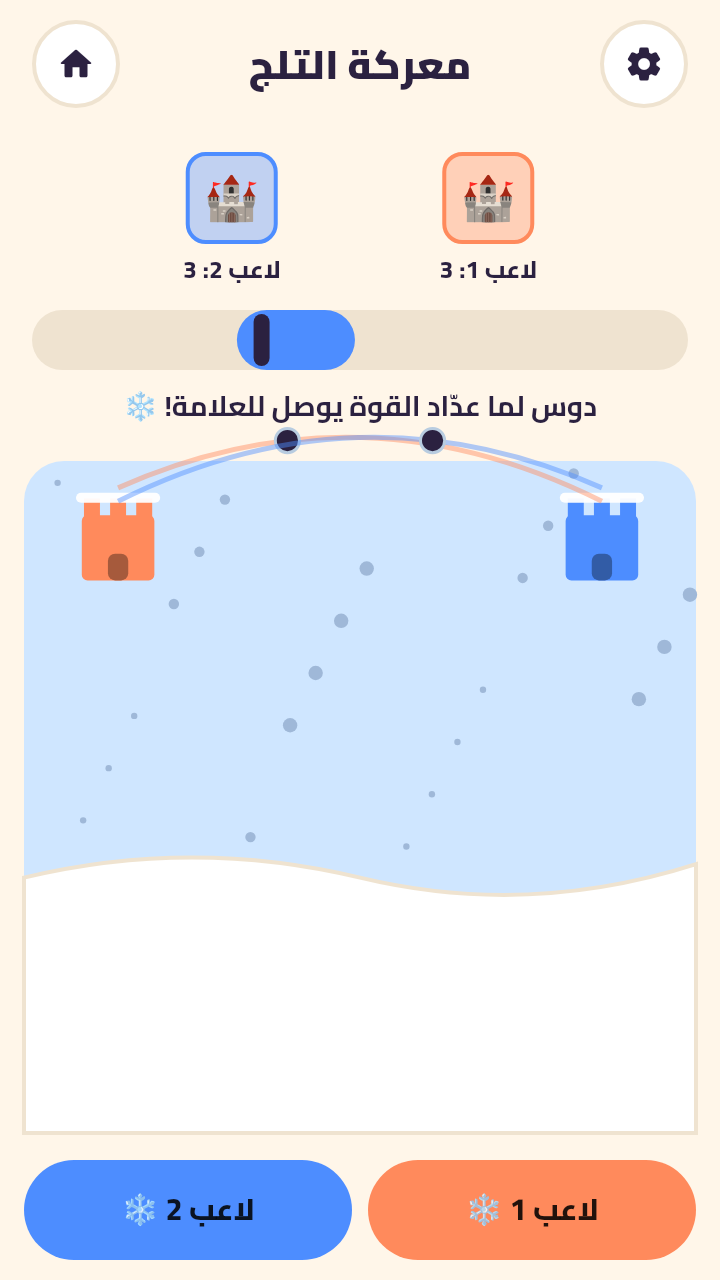 معركة التلج
لاعب 1: 3
لاعب 2: 3
دوس لما عدّاد القوة يوصل للعلامة! ❄️
لاعب 1 ❄️
لاعب 2 ❄️